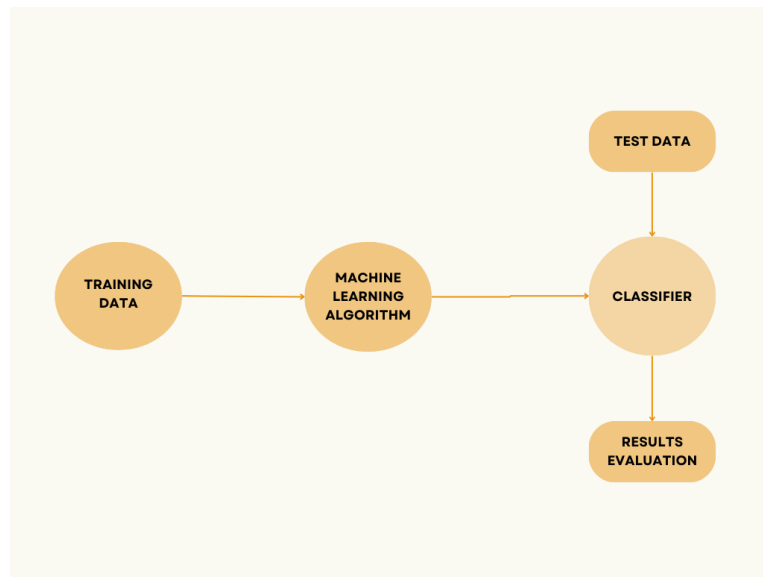 TEST DATA
TRAINING
DATA
MACHINE
LEARNING
ALGORITHM
CLASSIFIER
RESULTS
EVALUATION